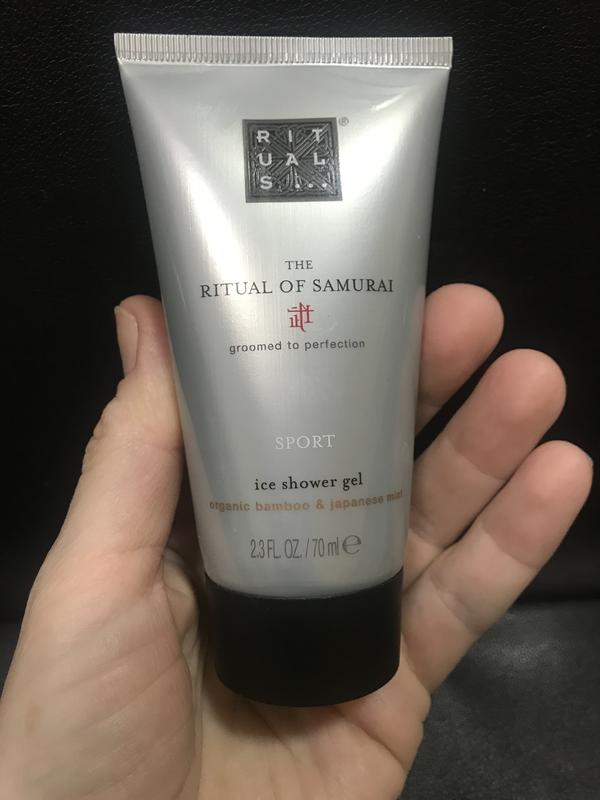 RIT
UAL
S...
®
THE
RITUAL OF SAMURAI
武
groomed to perfection
SPORT
ice shower gel
organic bamboo & japanese mint
2.3 FL. OZ. / 70 ml ℮